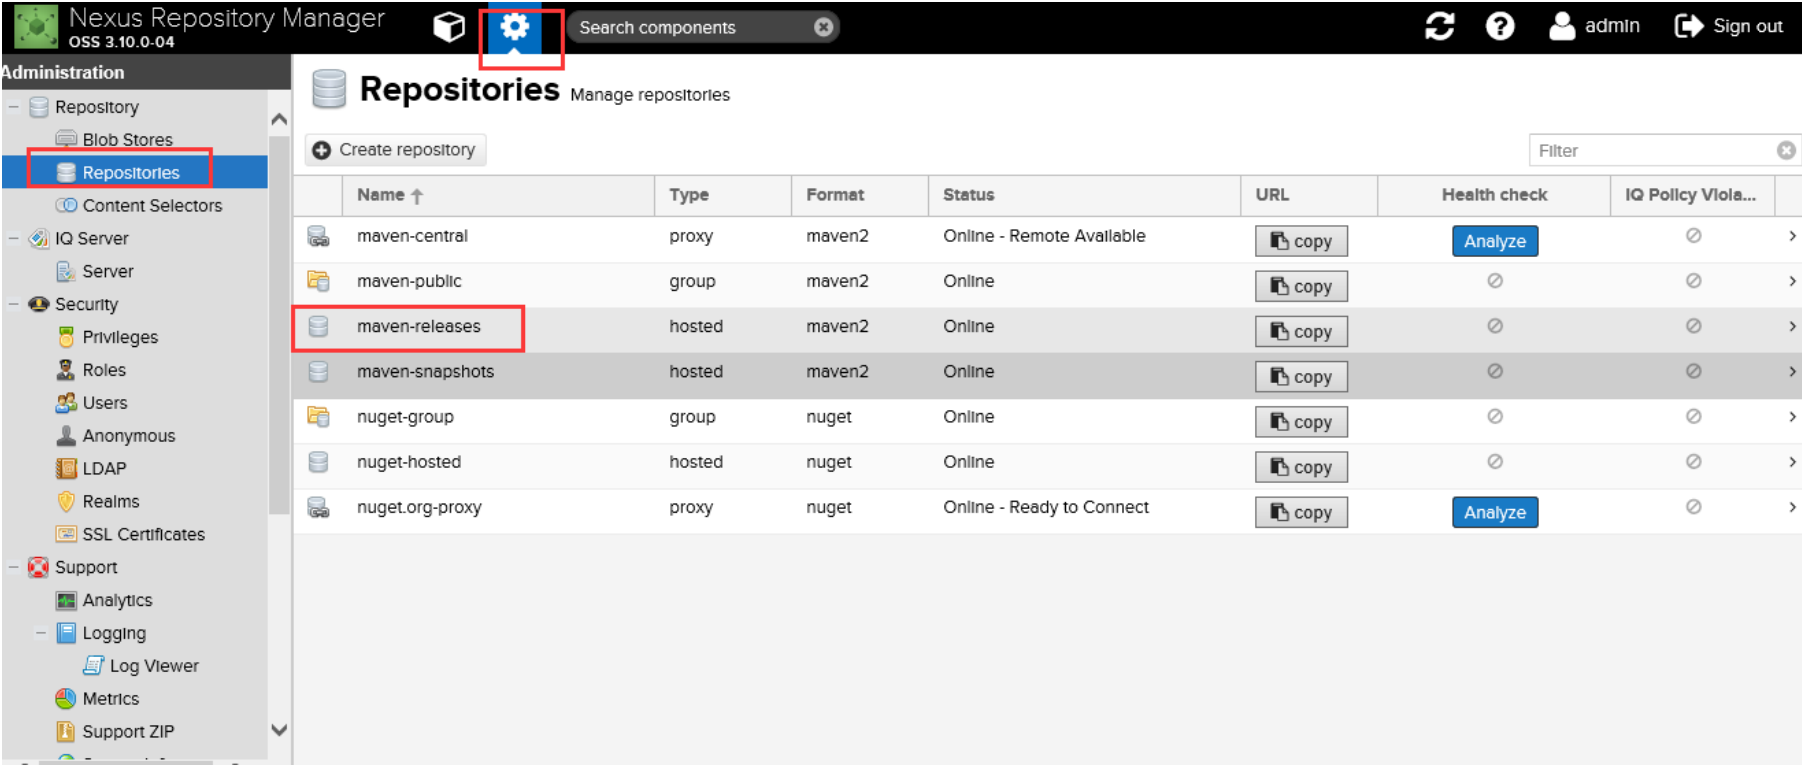 Nexus Repository Manager
OSS 3.10.0-04
Search components
admin
Sign out
Administration
Repository
Blob Stores
Repositories
Content Selectors
IQ Server
Server
Security
Privileges
Roles
Users
Anonymous
LDAP
Realms
SSL Certificates
Support
Analytics
Logging
Log Viewer
Metrics
Support ZIP
Repositories Manage repositories
Create repository
Filter
Name Type Format Status URL Health check IQ Policy Viola...
maven-central proxy maven2 Online - Remote Available copy Analyze
maven-public group maven2 Online copy
maven-releases hosted maven2 Online copy
maven-snapshots hosted maven2 Online copy
nuget-group group nuget Online copy
nuget-hosted hosted nuget Online copy
nuget.org-proxy proxy nuget Online - Ready to Connect copy Analyze